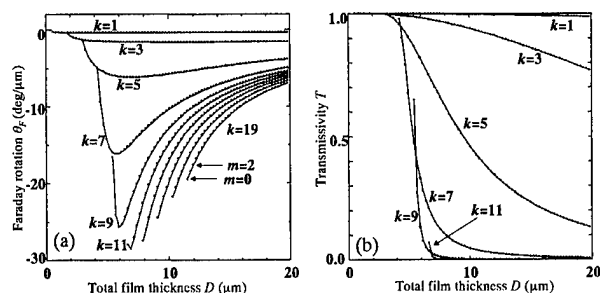 Faraday rotation θF (deg/μm)
0
-10
-20
-30
k=1
k=3
k=5
k=7
k=9
k=11
k=19
m=2
m=0
(a)
0 10 20
Total film thickness D (μm)
Transmissivity T
1.0
0.5
0.0
k=1
k=3
k=5
k=7
k=9
k=11
(b)
0 10 20
Total film thickness D (μm)